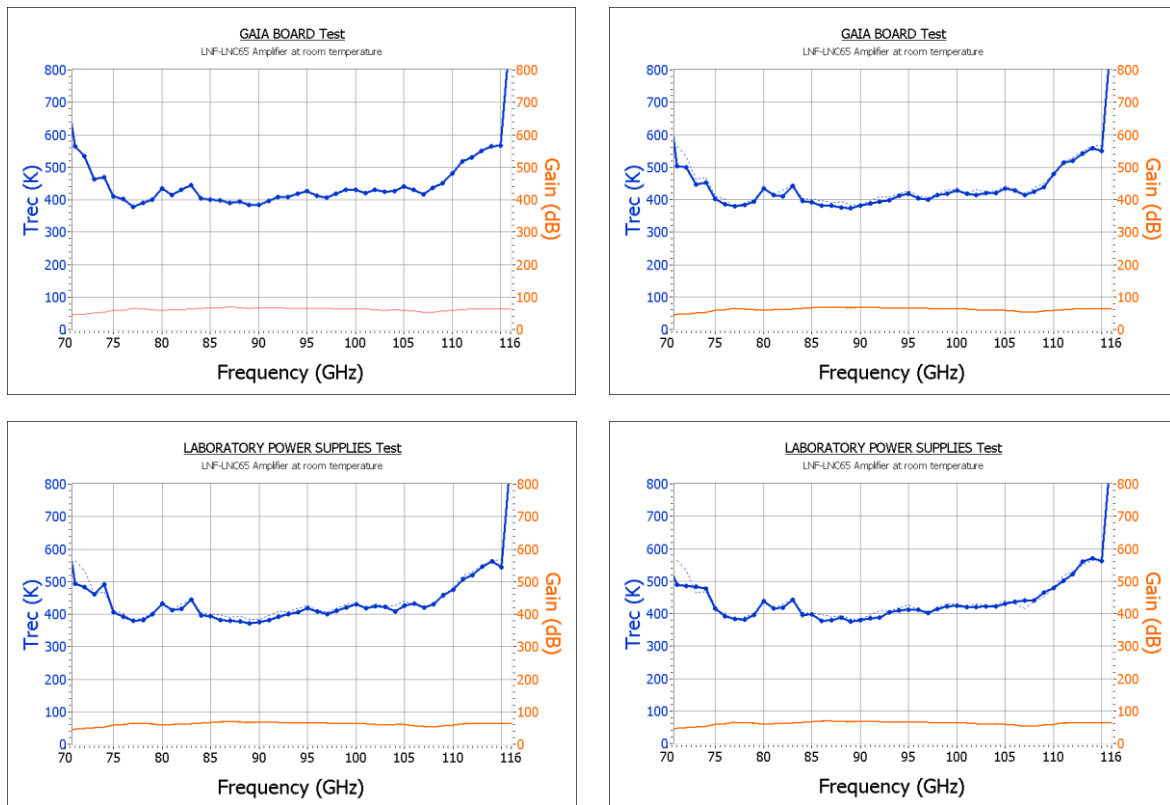 GAIA BOARD Test
LNF-LNC65 Amplifier at room temperature
800 800
700 700
600 600
500 500
400 400
300 300
200 200
100 100
0 0
Trec (K)
Gain (dB)
70 75 80 85 90 95 100 105 110 116
Frequency (GHz)
GAIA BOARD Test
LNF-LNC65 Amplifier at room temperature
800 800
700 700
600 600
500 500
400 400
300 300
200 200
100 100
0 0
Trec (K)
Gain (dB)
70 75 80 85 90 95 100 105 110 116
Frequency (GHz)
LABORATORY POWER SUPPLIES Test
LNF-LNC65 Amplifier at room temperature
800 800
700 700
600 600
500 500
400 400
300 300
200 200
100 100
0 0
Trec (K)
Gain (dB)
70 75 80 85 90 95 100 105 110 116
Frequency (GHz)
LABORATORY POWER SUPPLIES Test
LNF-LNC65 Amplifier at room temperature
800 800
700 700
600 600
500 500
400 400
300 300
200 200
100 100
0 0
Trec (K)
Gain (dB)
70 75 80 85 90 95 100 105 110 116
Frequency (GHz)